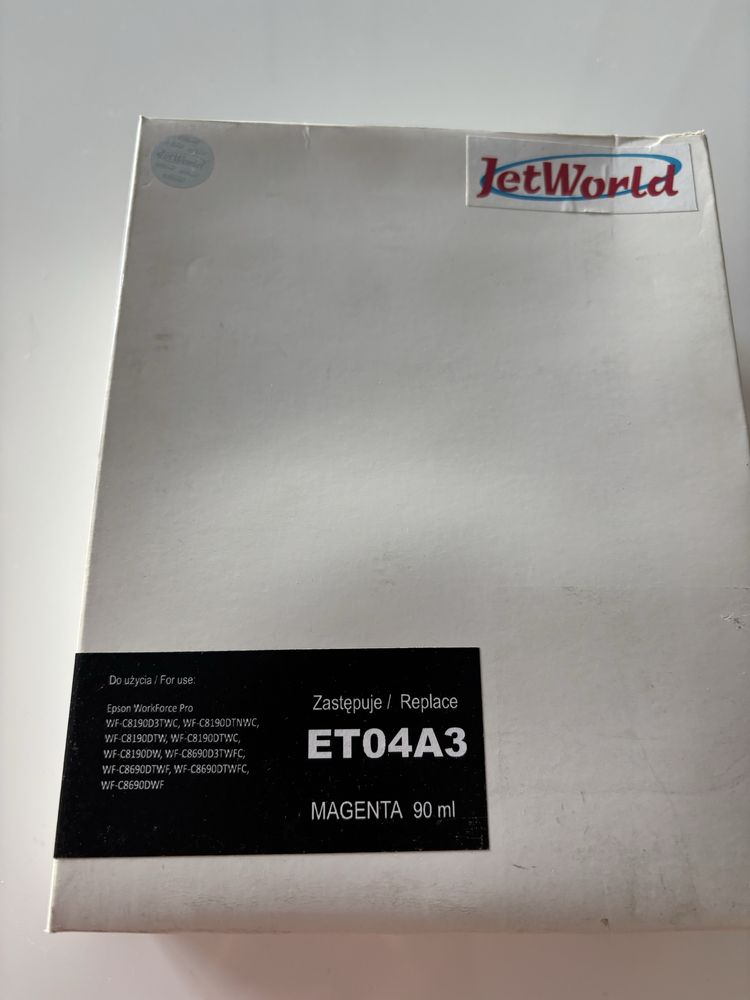 JetWorld
JetWorld
Do użycia / For use:
Epson WorkForce Pro
WF-C8190D3TWC, WF-C8190DTNWC,
WF-C8190DTW, WF-C8190DTWC,
WF-C8190DW, WF-C8690D3TWFC,
WF-C8690DTWF, WF-C8690DTWFC,
WF-C8690DWF
Zastępuje / Replace
ET04A3
MAGENTA 90 ml